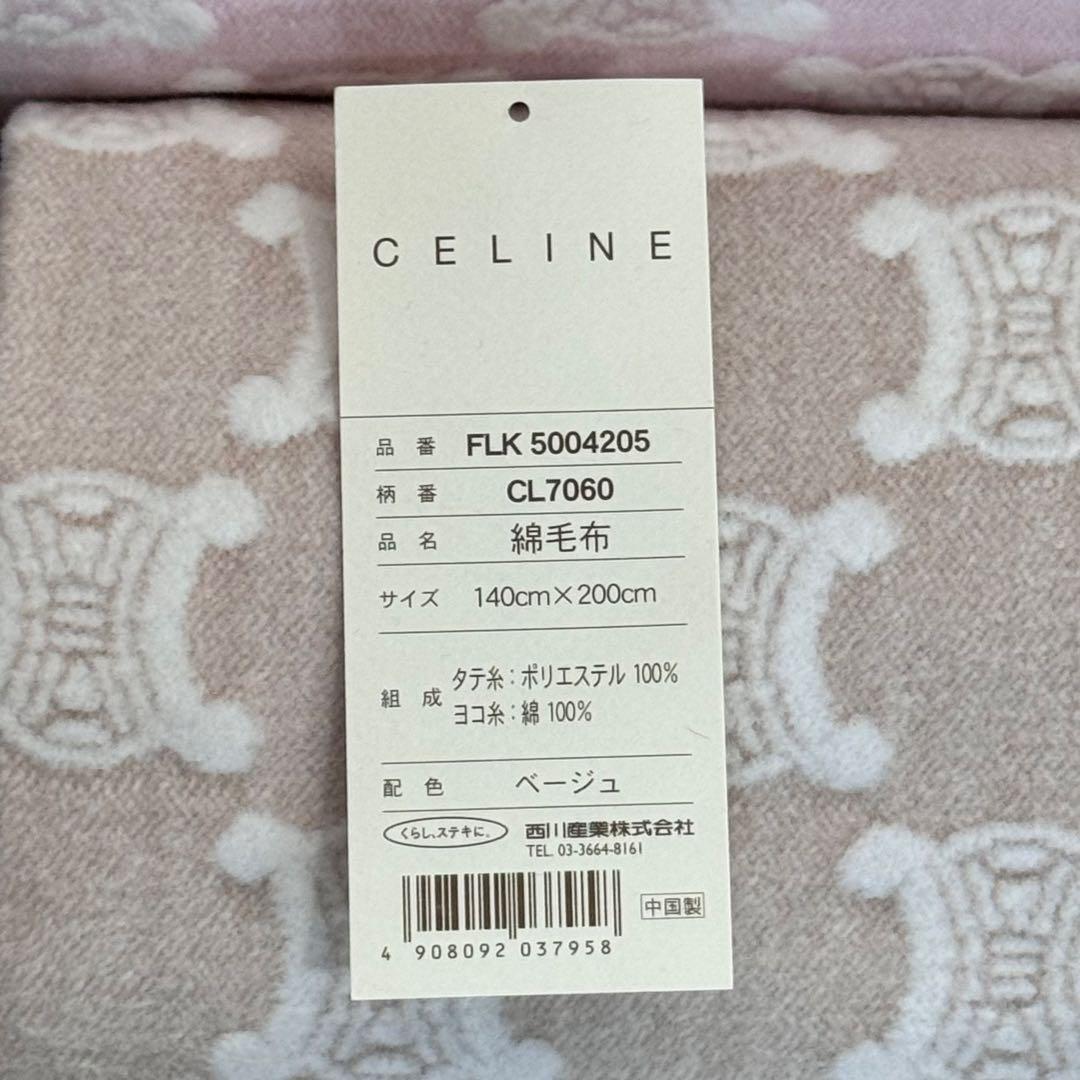 CELINE
品番 FLK 5004205
柄番 CL7060
品名 綿毛布
サイズ 140cm×200cm
組成 タテ糸:ポリエステル 100%
ヨコ糸:綿 100%
配色 ベージュ
くらし、ステキに。 西川産業株式会社
TEL. 03-3664-8161
中国製
4 908092 037958